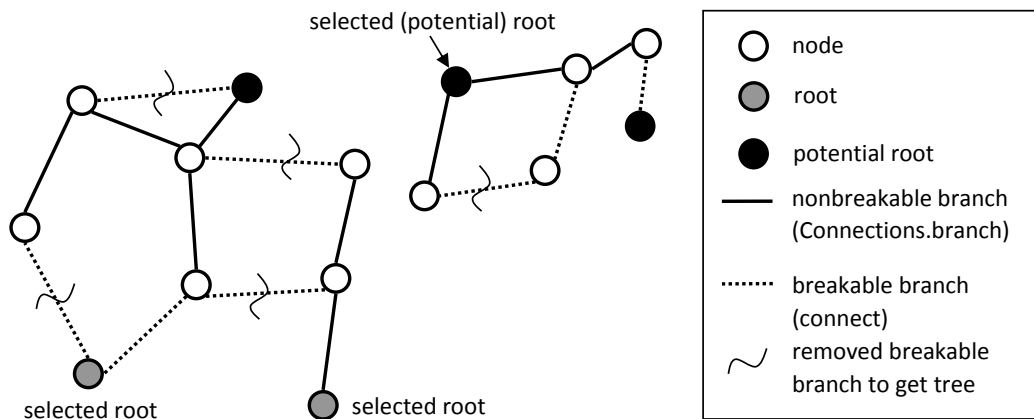 selected (potential) root
selected root
selected root
node
root
potential root
nonbreakable branch
(Connections.branch)
breakable branch
(connect)
removed breakable
branch to get tree